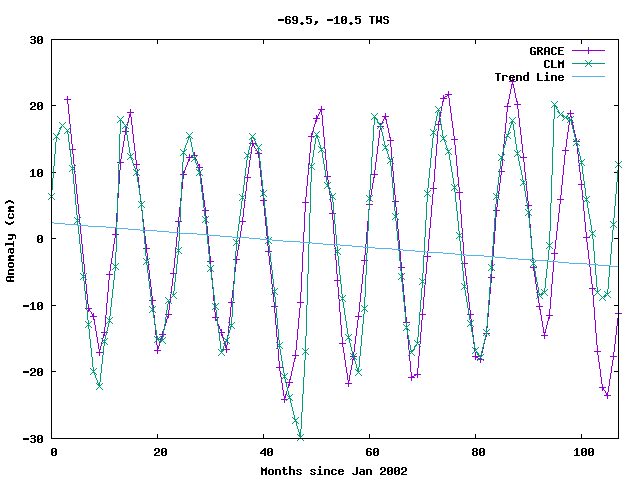 -69.5, -10.5 TWS
GRACE
CLM
Trend Line
30
20
10
0
-10
-20
-30
Anomaly (cm)
0 20 40 60 80 100
Months since Jan 2002